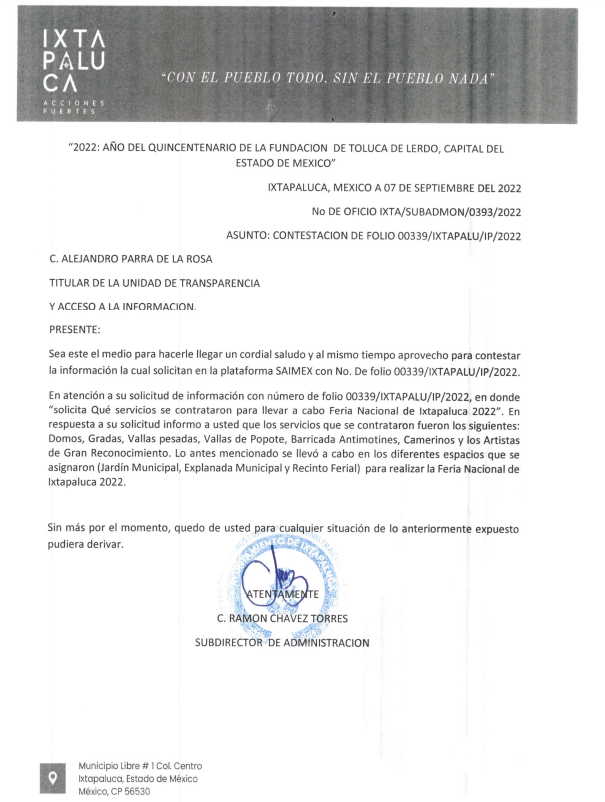 IXTA
PALU
CA
ACCIONES
FUERTES
“CON EL PUEBLO TODO, SIN EL PUEBLO NADA”
“2022: AÑO DEL QUINCENTENARIO DE LA FUNDACION DE TOLUCA DE LERDO, CAPITAL DEL
ESTADO DE MEXICO”
IXTAPALUCA, MEXICO A 07 DE SEPTIEMBRE DEL 2022
No DE OFICIO IXTA/SUBADMON/0393/2022
ASUNTO: CONTESTACION DE FOLIO 00339/IXTAPALU/IP/2022
C. ALEJANDRO PARRA DE LA ROSA
TITULAR DE LA UNIDAD DE TRANSPARENCIA
Y ACCESO A LA INFORMACION.
PRESENTE:
Sea este el medio para hacerle llegar un cordial saludo y al mismo tiempo aprovecho para contestar
la información la cual solicitan en la plataforma SAIMEX con No. De folio 00339/IXTAPALU/IP/2022.
En atención a su solicitud de información con número de folio 00339/IXTAPALU/IP/2022, en donde
“solicita Qué servicios se contrataron para llevar a cabo Feria Nacional de Ixtapaluca 2022”. En
respuesta a su solicitud informo a usted que los servicios que se contrataron fueron los siguientes:
Domos, Gradas, Vallas pesadas, Vallas de Popote, Barricada Antimotines, Camerinos y los Artistas
de Gran Reconocimiento. Lo antes mencionado se llevó a cabo en los diferentes espacios que se
asignaron (Jardín Municipal, Explanada Municipal y Recinto Ferial) para realizar la Feria Nacional de
Ixtapaluca 2022.
Sin más por el momento, quedo de usted para cualquier situación de lo anteriormente expuesto
pudiera derivar.
AYUNTAMIENTO DE IXTAPALUCA
ATENTAMENTE
C. RAMON CHAVEZ TORRES
SUBDIRECTOR DE ADMINISTRACION
Municipio Libre # 1 Col. Centro
Ixtapaluca, Estado de México
México, CP 56530